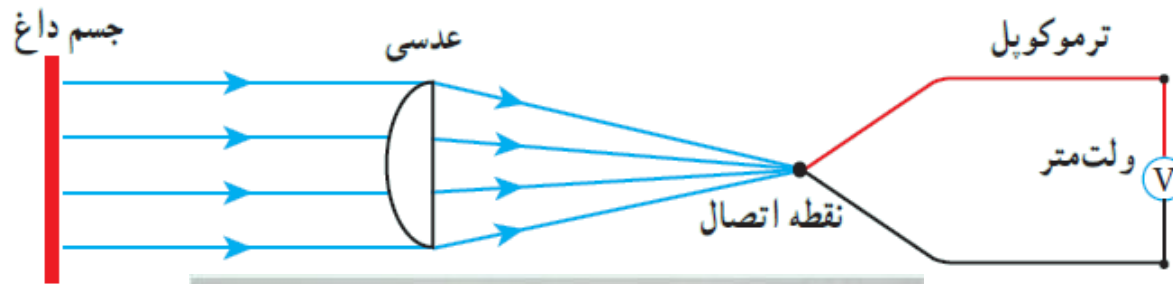 جسم داغ
عدسی
ترموکوپل
ولت‌متر
V
نقطه اتصال